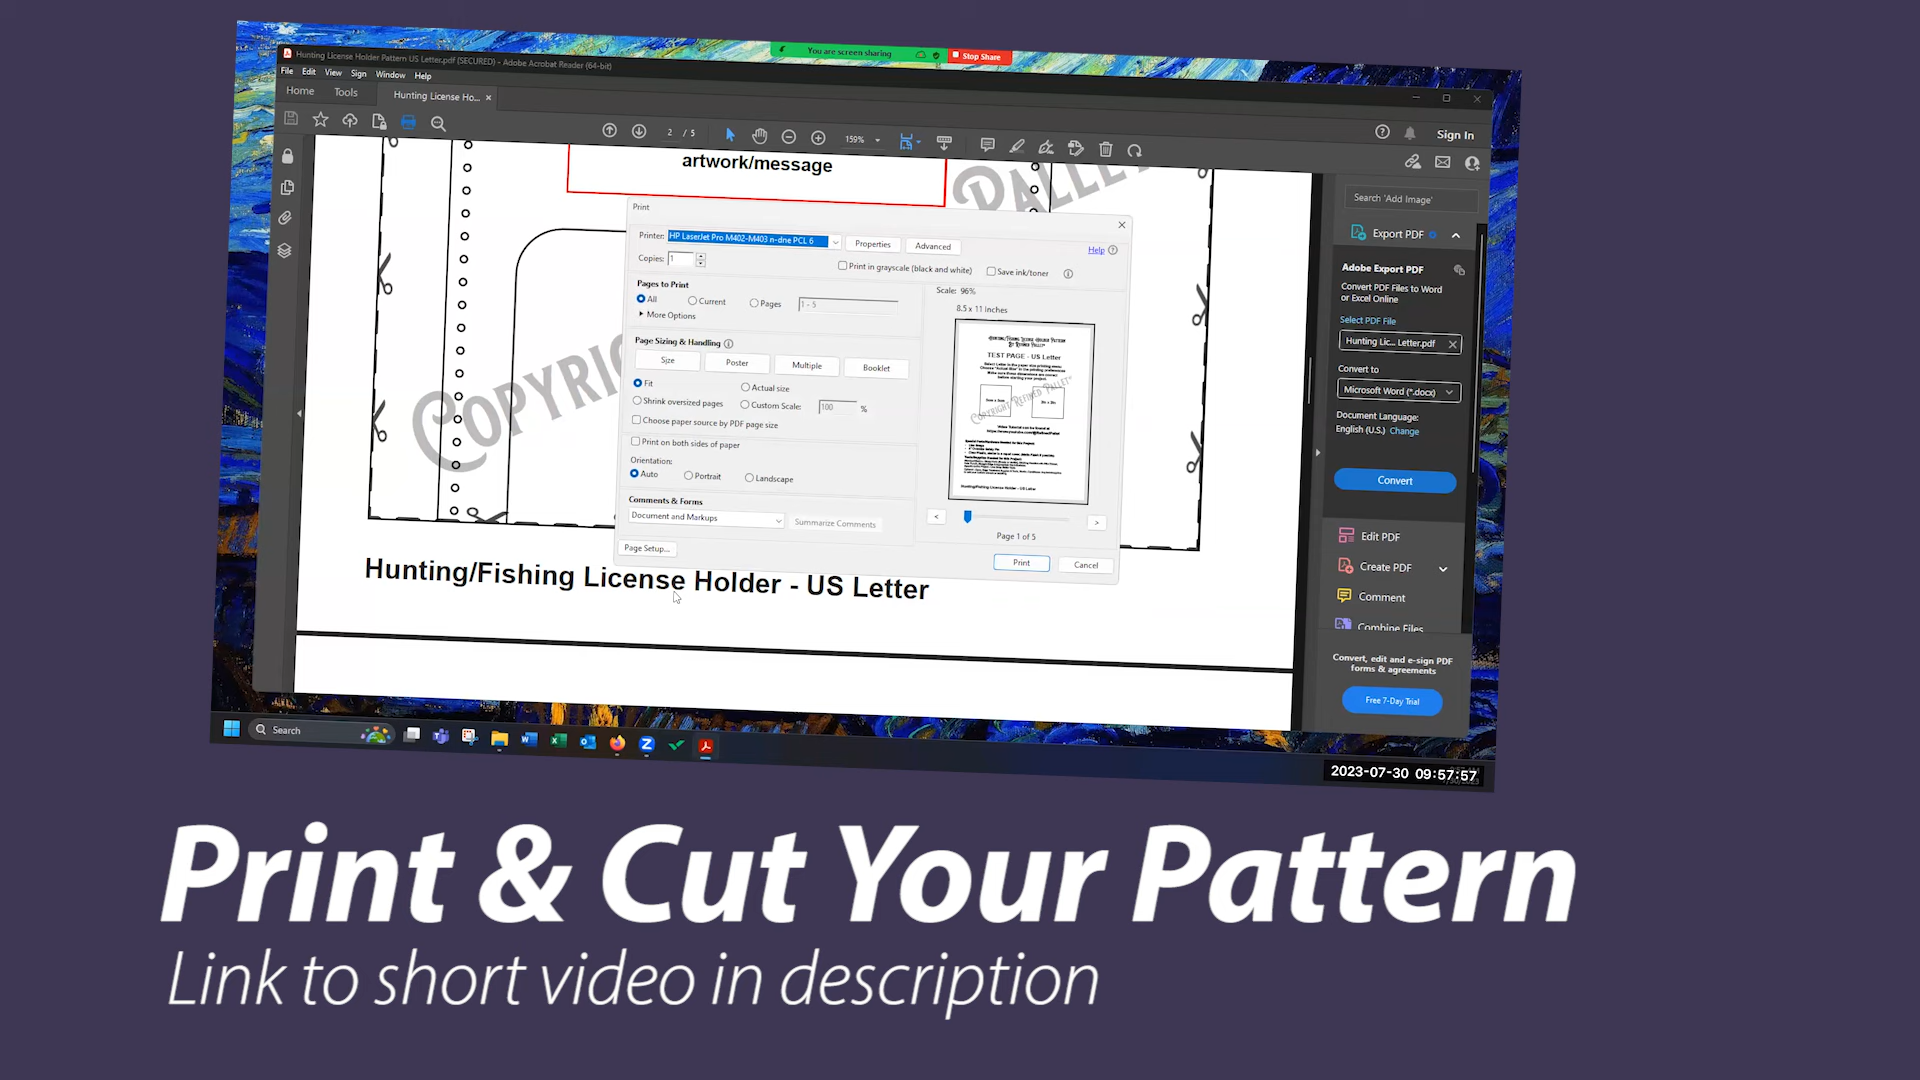 You are screen sharing
Stop Share
Hunting License Holder Pattern US Letter.pdf (SECURED) - Adobe Acrobat Reader (64-bit)
File Edit View Sign Window Help
Home Tools Hunting License Ho...
2 / 5 159% Sign In
artwork/message
PALLE
COPYRIG
Print
Printer: HP LaserJet Pro M402-M403 n-dne PCL 6 Properties Advanced Help
Copies: 1 Print in grayscale (black and white) Save ink/toner
Pages to Print
All Current Pages 1 - 5
More Options
Page Sizing & Handling
Size Poster Multiple Booklet
Fit Actual size
Shrink oversized pages Custom Scale: 100 %
Choose paper source by PDF page size
Print on both sides of paper
Orientation:
Auto Portrait Landscape
Comments & Forms
Document and Markups Summarize Comments
Page Setup...
Scale: 96%
8.5 x 11 Inches
TEST PAGE - US Letter
Hunting/Fishing License Holder - US Letter
< >
Page 1 of 5
Print Cancel
Hunting/Fishing License Holder - US Letter
Search 'Add Image'
Export PDF
Adobe Export PDF
Convert PDF Files to Word
or Excel Online
Select PDF File
Hunting Lic... Letter.pdf
Convert to
Microsoft Word (*.docx)
Document Language:
English (U.S.) Change
Convert
Edit PDF
Create PDF
Comment
Combine Files
Convert, edit and e-sign PDF
forms & agreements
Free 7-Day Trial
Search
2023-07-30 09:57:57
Print & Cut Your Pattern
Link to short video in description